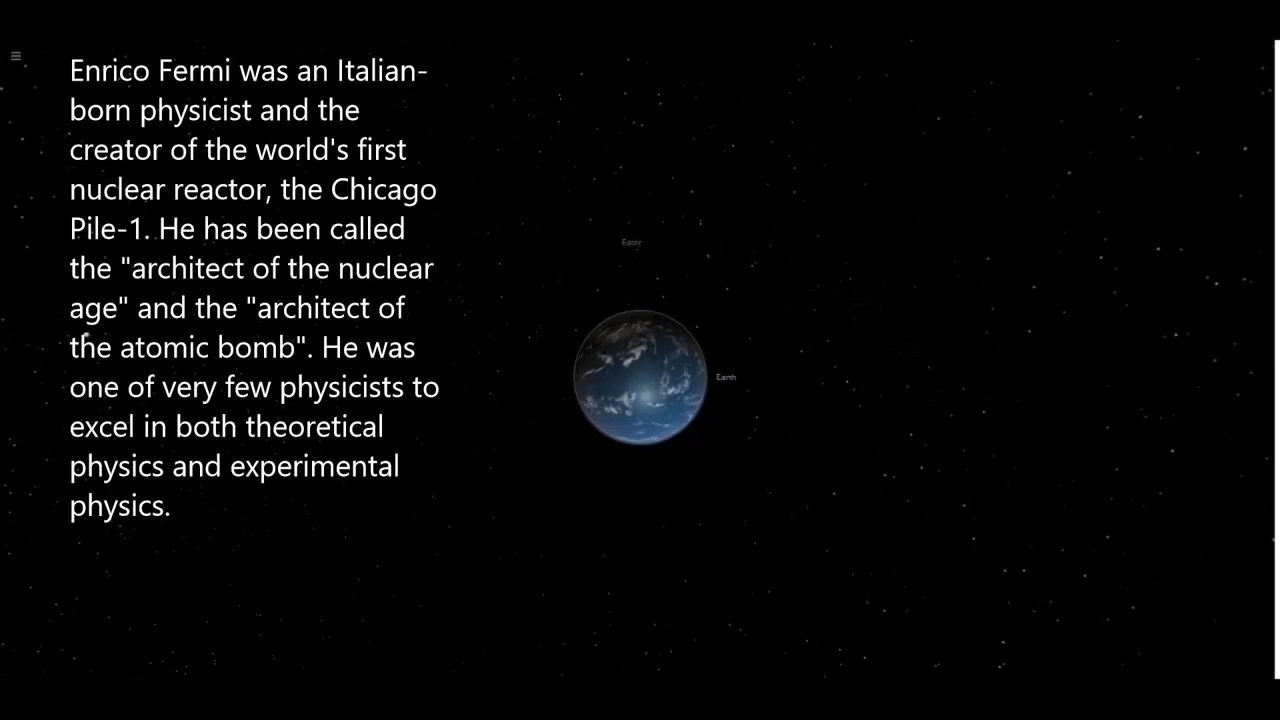 Enrico Fermi was an Italian-
born physicist and the
creator of the world's first
nuclear reactor, the Chicago
Pile-1. He has been called
the "architect of the nuclear
age" and the "architect of
the atomic bomb". He was
one of very few physicists to
excel in both theoretical
physics and experimental
physics.
Eater
Earth